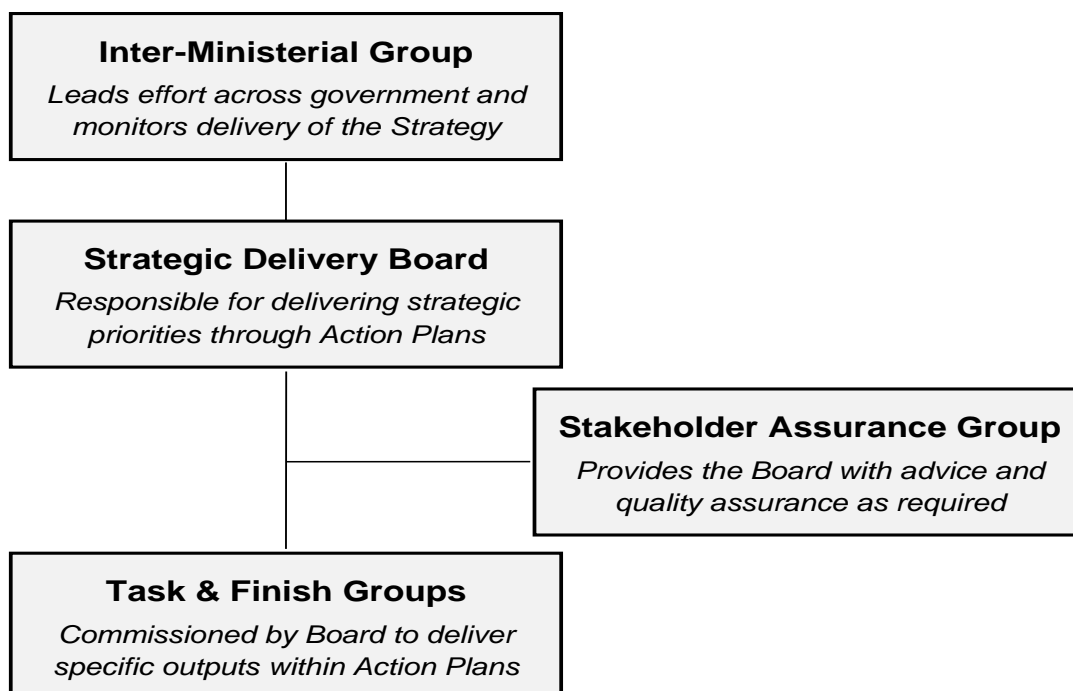 Inter-Ministerial Group
Leads effort across government and
monitors delivery of the Strategy
Strategic Delivery Board
Responsible for delivering strategic
priorities through Action Plans
Stakeholder Assurance Group
Provides the Board with advice and
quality assurance as required
Task & Finish Groups
Commissioned by Board to deliver
specific outputs within Action Plans